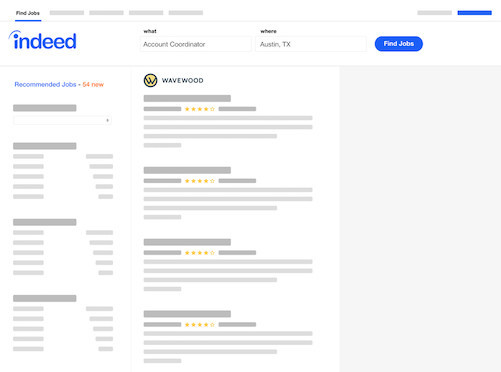 Find Jobs
what
where
indeed
Account Coordinator
Austin, TX
Find Jobs
Recommended Jobs - 54 new
WAVEWOOD